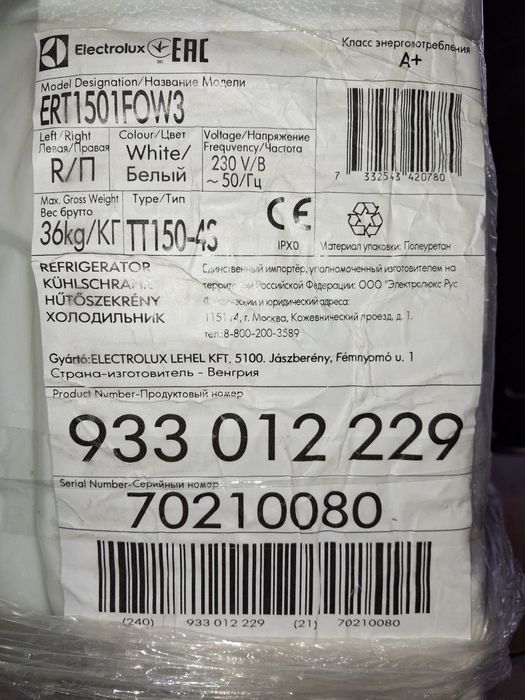 Electrolux EAC
Класс энергопотребления
A+
Model Designation/Название Модели
ERT1501FOW3
Left/Right
Левая/Правая
R/П
Colour/Цвет
White/
Белый
Voltage/Напряжение
Frequvency/Частота
230 V/В
~ 50/Гц
7 332543 420780
Max. Gross Weight
Вес брутто
36kg/КГ
Type/Тип
TT150-4S
CE
IPX0
Материал упаковки: Полеуретан
REFRIGERATOR
KÜHLSCHRANK
HŰTŐSZEKRÉNY
ХОЛОДИЛЬНИК
Единственный импортёр, уполномоченный изготовителем на
территории Российской Федерации: ООО "Электролюкс Рус
Физический и юридический адреса:
г. Москва, Кожевнический проезд, д. 1.
тел.:8-800-200-3589
Gyártó:ELECTROLUX LEHEL KFT. 5100. Jászberény, Fémnyomó u. 1
Страна-изготовитель - Венгрия
Product Number-Продуктовый номер
933 012 229
Serial Number-Серийный номер
70210080
(240) 933 012 229 (21) 70210080